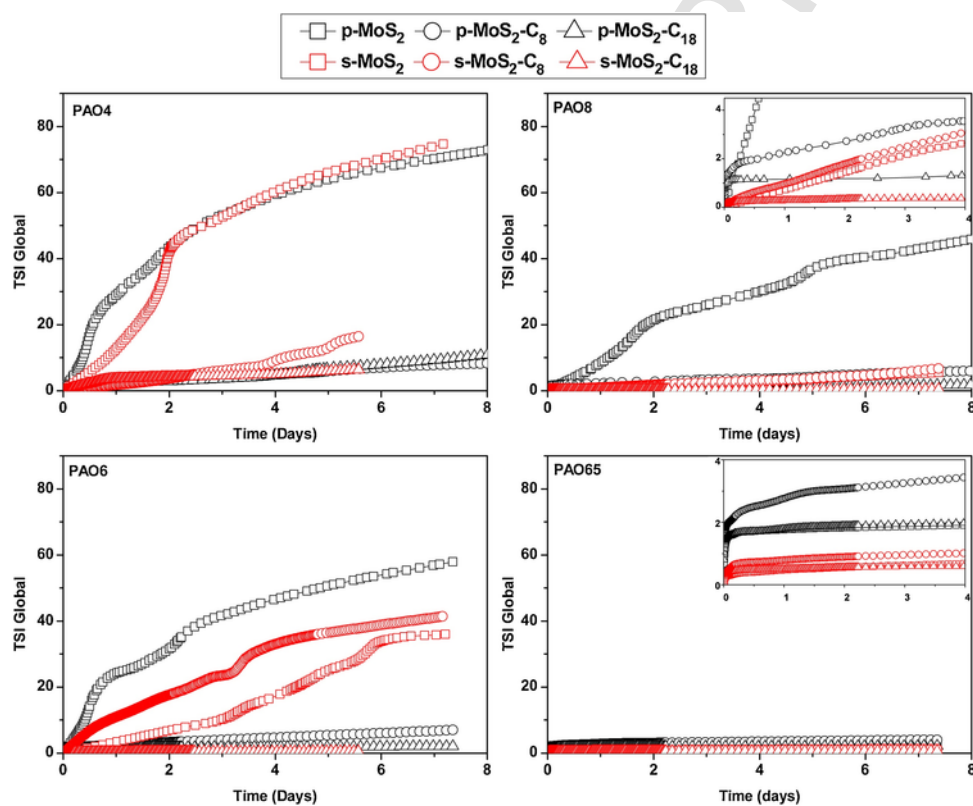 p-MoS₂ p-MoS₂-C₈ p-MoS₂-C₁₈
s-MoS₂ s-MoS₂-C₈ s-MoS₂-C₁₈
PAO4
TSI Global
80
60
40
20
0
0 2 4 6 8
Time (Days)
PAO8
TSI Global
80
60
40
20
0
0 2 4 6 8
Time (days)
4
2
0
0 1 2 3 4
PAO6
TSI Global
80
60
40
20
0
0 2 4 6 8
Time (Days)
PAO65
TSI Global
80
60
40
20
0
0 2 4 6 8
Time (days)
4
2
0
0 1 2 3 4